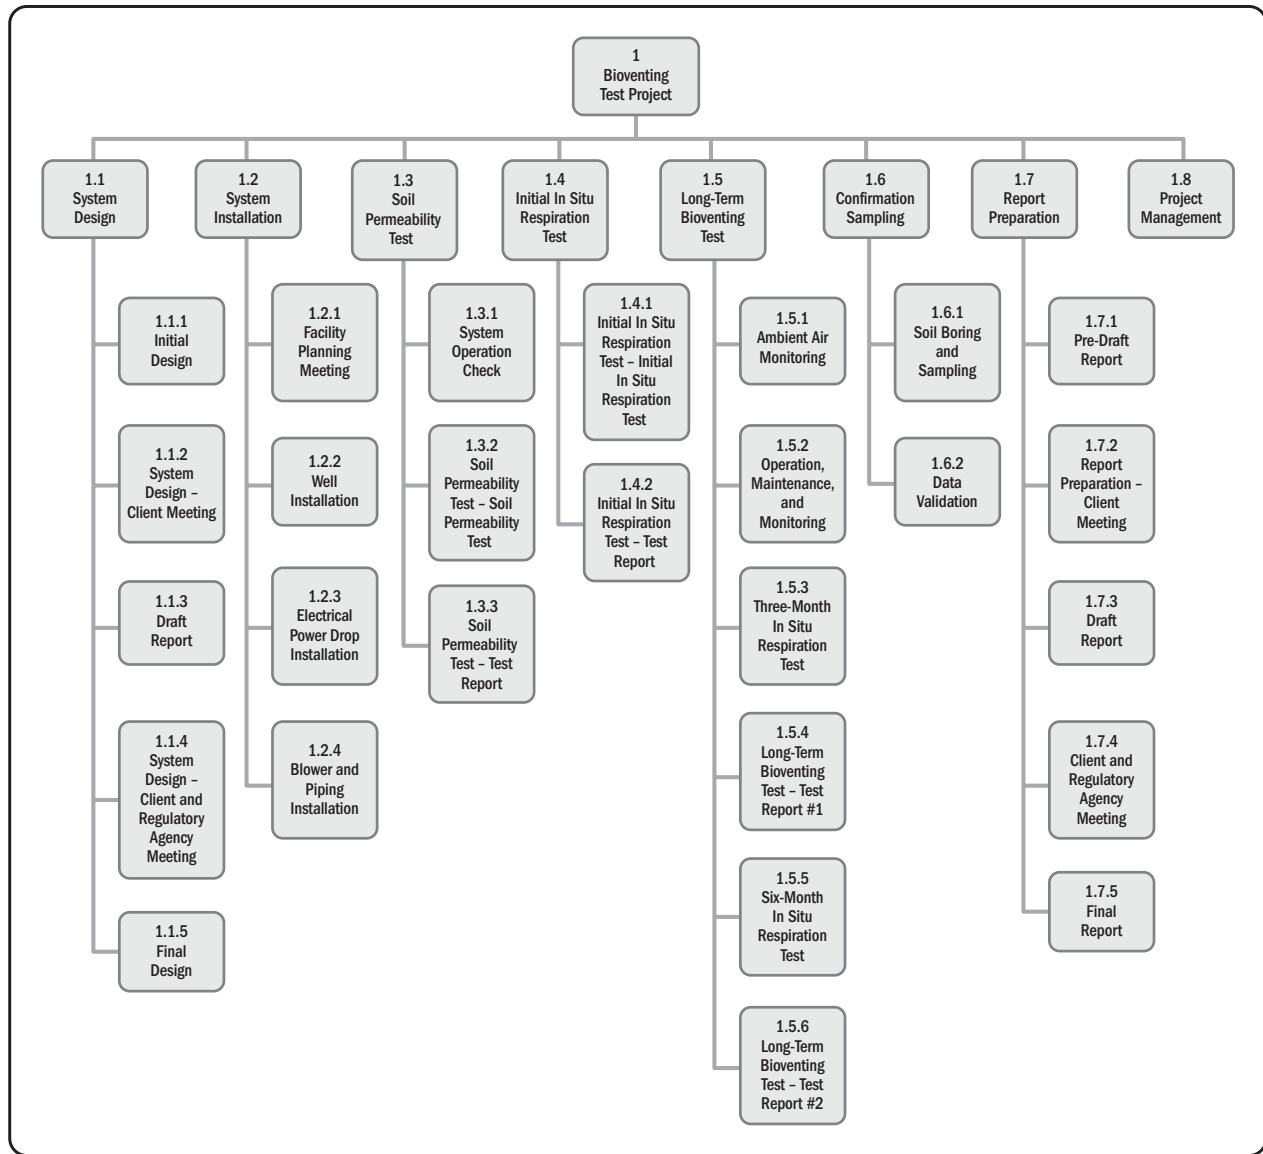 1
Bioventing
Test Project
1.1
System
Design
1.2
System
Installation
1.3
Soil
Permeability
Test
1.4
Initial In Situ
Respiration
Test
1.5
Long-Term
Bioventing
Test
1.6
Confirmation
Sampling
1.7
Report
Preparation
1.8
Project
Management
1.1.1
Initial
Design
1.1.2
System
Design –
Client Meeting
1.1.3
Draft
Report
1.1.4
System
Design –
Client and
Regulatory
Agency
Meeting
1.1.5
Final
Design
1.2.1
Facility
Planning
Meeting
1.2.2
Well
Installation
1.2.3
Electrical
Power Drop
Installation
1.2.4
Blower and
Piping
Installation
1.3.1
System
Operation
Check
1.3.2
Soil
Permeability
Test – Soil
Permeability
Test
1.3.3
Soil
Permeability
Test – Test
Report
1.4.1
Initial In Situ
Respiration
Test – Initial
In Situ
Respiration
Test
1.4.2
Initial In Situ
Respiration
Test – Test
Report
1.5.1
Ambient Air
Monitoring
1.5.2
Operation,
Maintenance,
and
Monitoring
1.5.3
Three-Month
In Situ
Respiration
Test
1.5.4
Long-Term
Bioventing
Test – Test
Report #1
1.5.5
Six-Month
In Situ
Respiration
Test
1.5.6
Long-Term
Bioventing
Test – Test
Report #2
1.6.1
Soil Boring
and
Sampling
1.6.2
Data
Validation
1.7.1
Pre-Draft
Report
1.7.2
Report
Preparation –
Client
Meeting
1.7.3
Draft
Report
1.7.4
Client and
Regulatory
Agency
Meeting
1.7.5
Final
Report